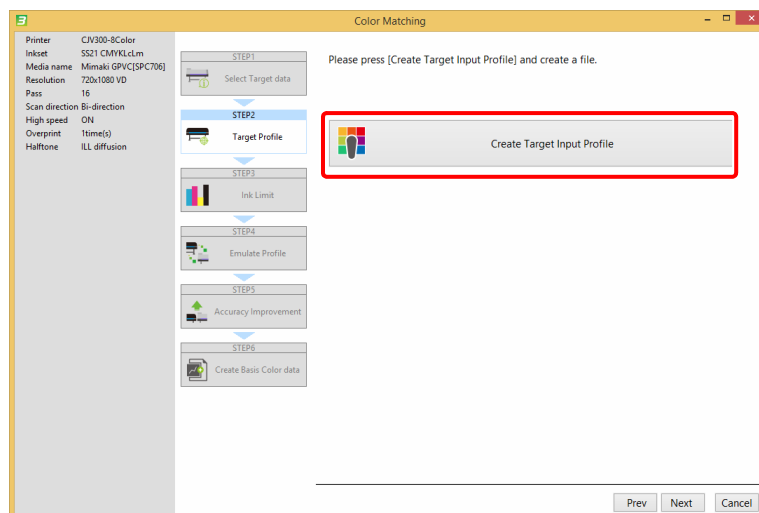 3
Color Matching
Printer CJV300-8Color
Inkset SS21 CMYKLcLm
Media name Mimaki GPVC[SPC706]
Resolution 720x1080 VD
Pass 16
Scan direction Bi-direction
High speed ON
Overprint 1time(s)
Halftone ILL diffusion
STEP1
Select Target data
STEP2
Target Profile
STEP3
Ink Limit
STEP4
Emulate Profile
STEP5
Accuracy Improvement
STEP6
Create Basis Color data
Please press [Create Target Input Profile] and create a file.
Create Target Input Profile
Prev Next Cancel